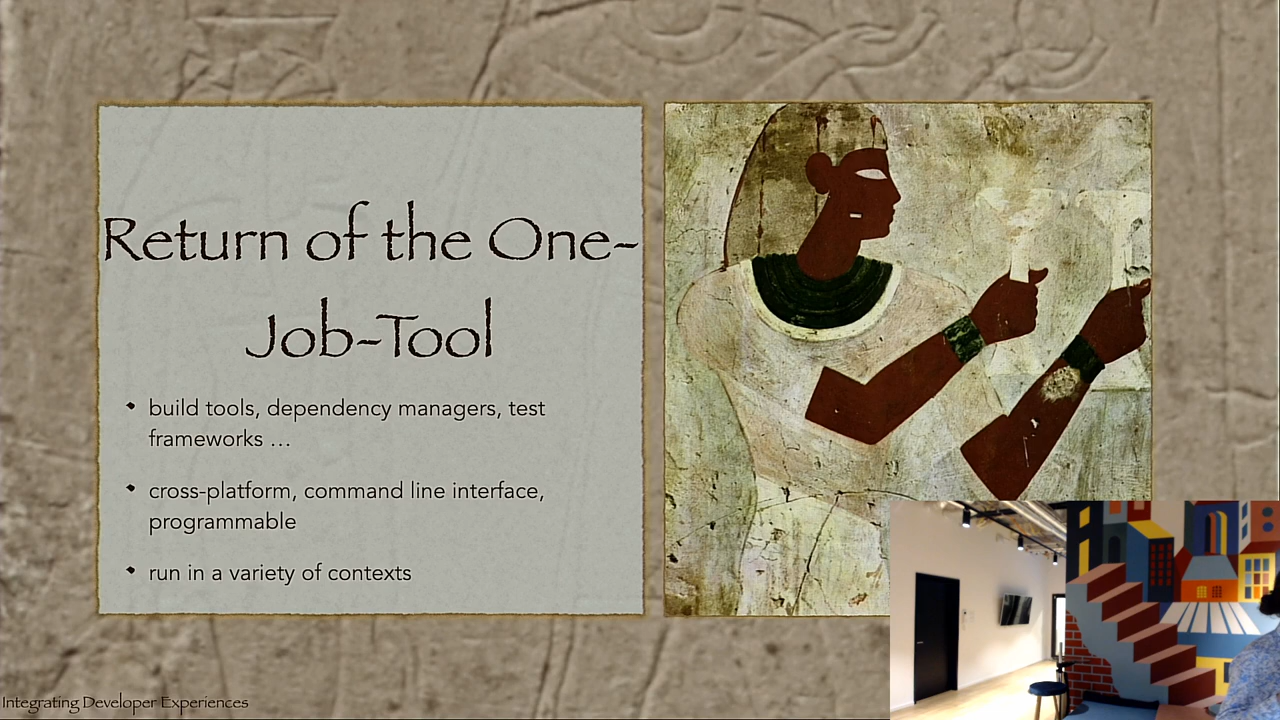 Return of the One-
Job-Tool
build tools, dependency managers, test
frameworks …
cross-platform, command line interface,
programmable
run in a variety of contexts
Integrating Developer Experiences